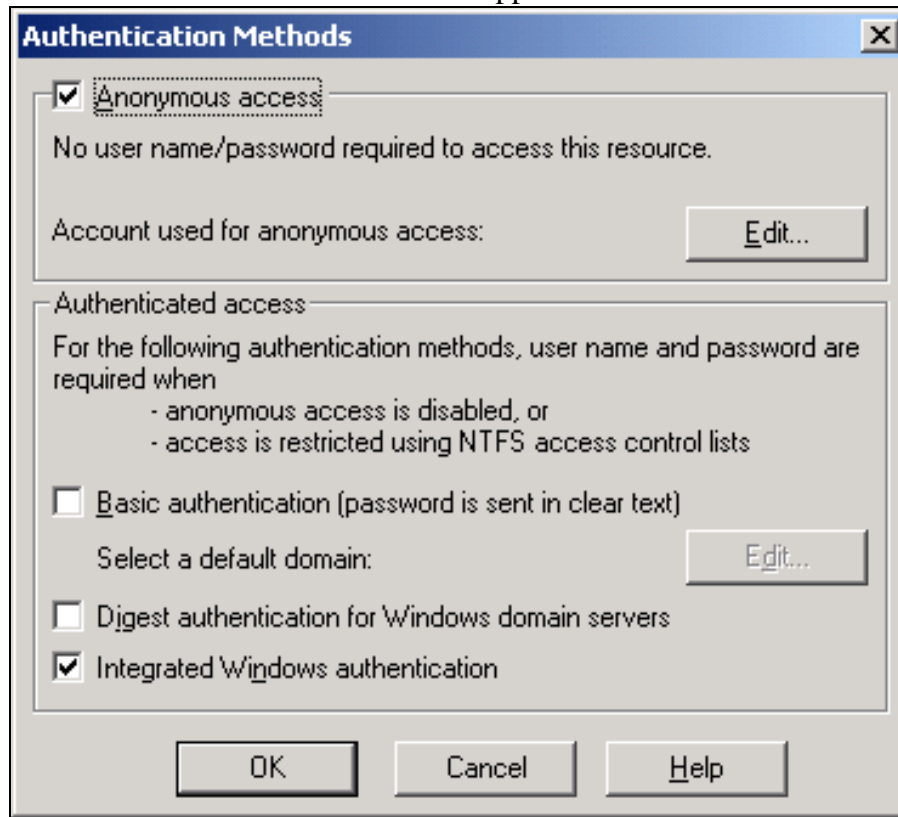 Authentication Methods
Anonymous access
No user name/password required to access this resource.
Account used for anonymous access:
Edit...
Authenticated access
For the following authentication methods, user name and password are
required when
- anonymous access is disabled, or
- access is restricted using NTFS access control lists
Basic authentication (password is sent in clear text)
Select a default domain:
Edit...
Digest authentication for Windows domain servers
Integrated Windows authentication
OK
Cancel
Help